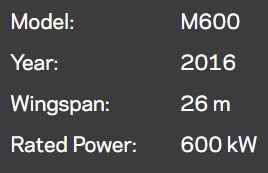 Model: M600
Year: 2016
Wingspan: 26 m
Rated Power: 600 kW